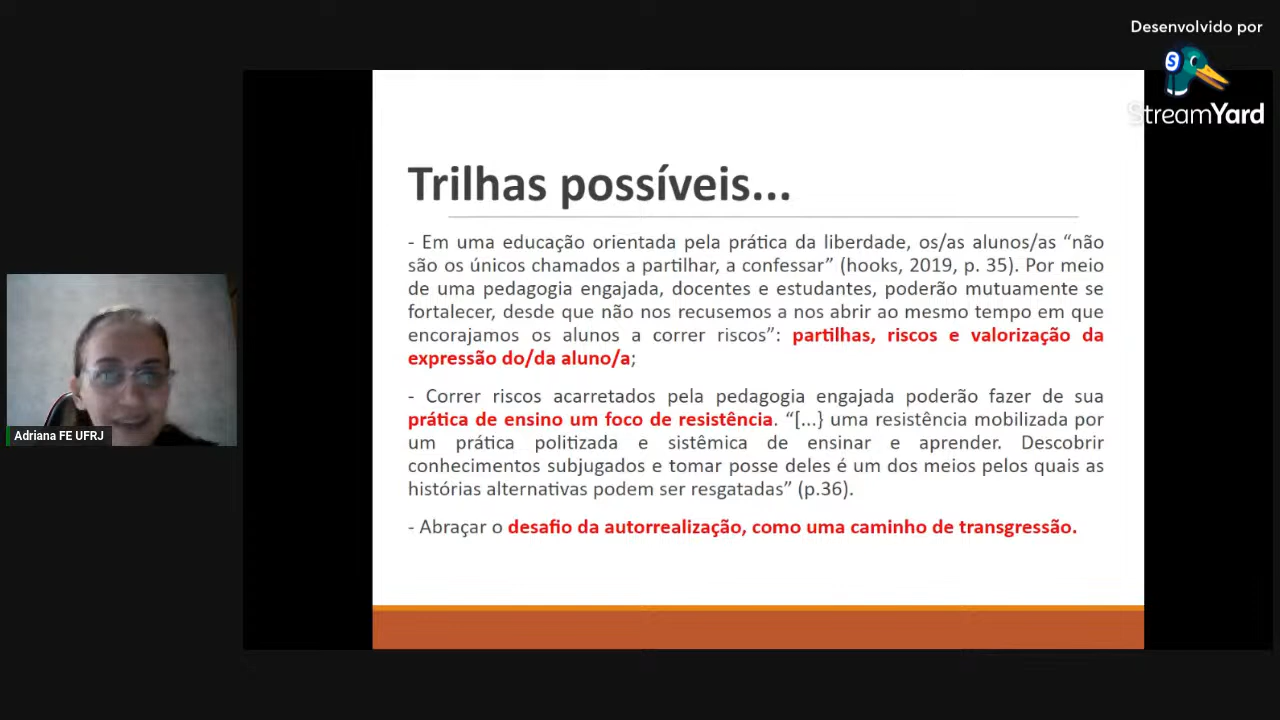 Desenvolvido por
StreamYard
Trilhas possíveis...
- Em uma educação orientada pela prática da liberdade, os/as alunos/as “não
são os únicos chamados a partilhar, a confessar” (hooks, 2019, p. 35). Por meio
de uma pedagogia engajada, docentes e estudantes, poderão mutuamente se
fortalecer, desde que não nos recusemos a nos abrir ao mesmo tempo em que
encorajamos os alunos a correr riscos”: partilhas, riscos e valorização da
expressão do/da aluno/a;
- Correr riscos acarretados pela pedagogia engajada poderão fazer de sua
prática de ensino um foco de resistência. “[...} uma resistência mobilizada por
um prática politizada e sistêmica de ensinar e aprender. Descobrir
conhecimentos subjugados e tomar posse deles é um dos meios pelos quais as
histórias alternativas podem ser resgatadas” (p.36).
- Abraçar o desafio da autorrealização, como uma caminho de transgressão.
Adriana FE UFRJ